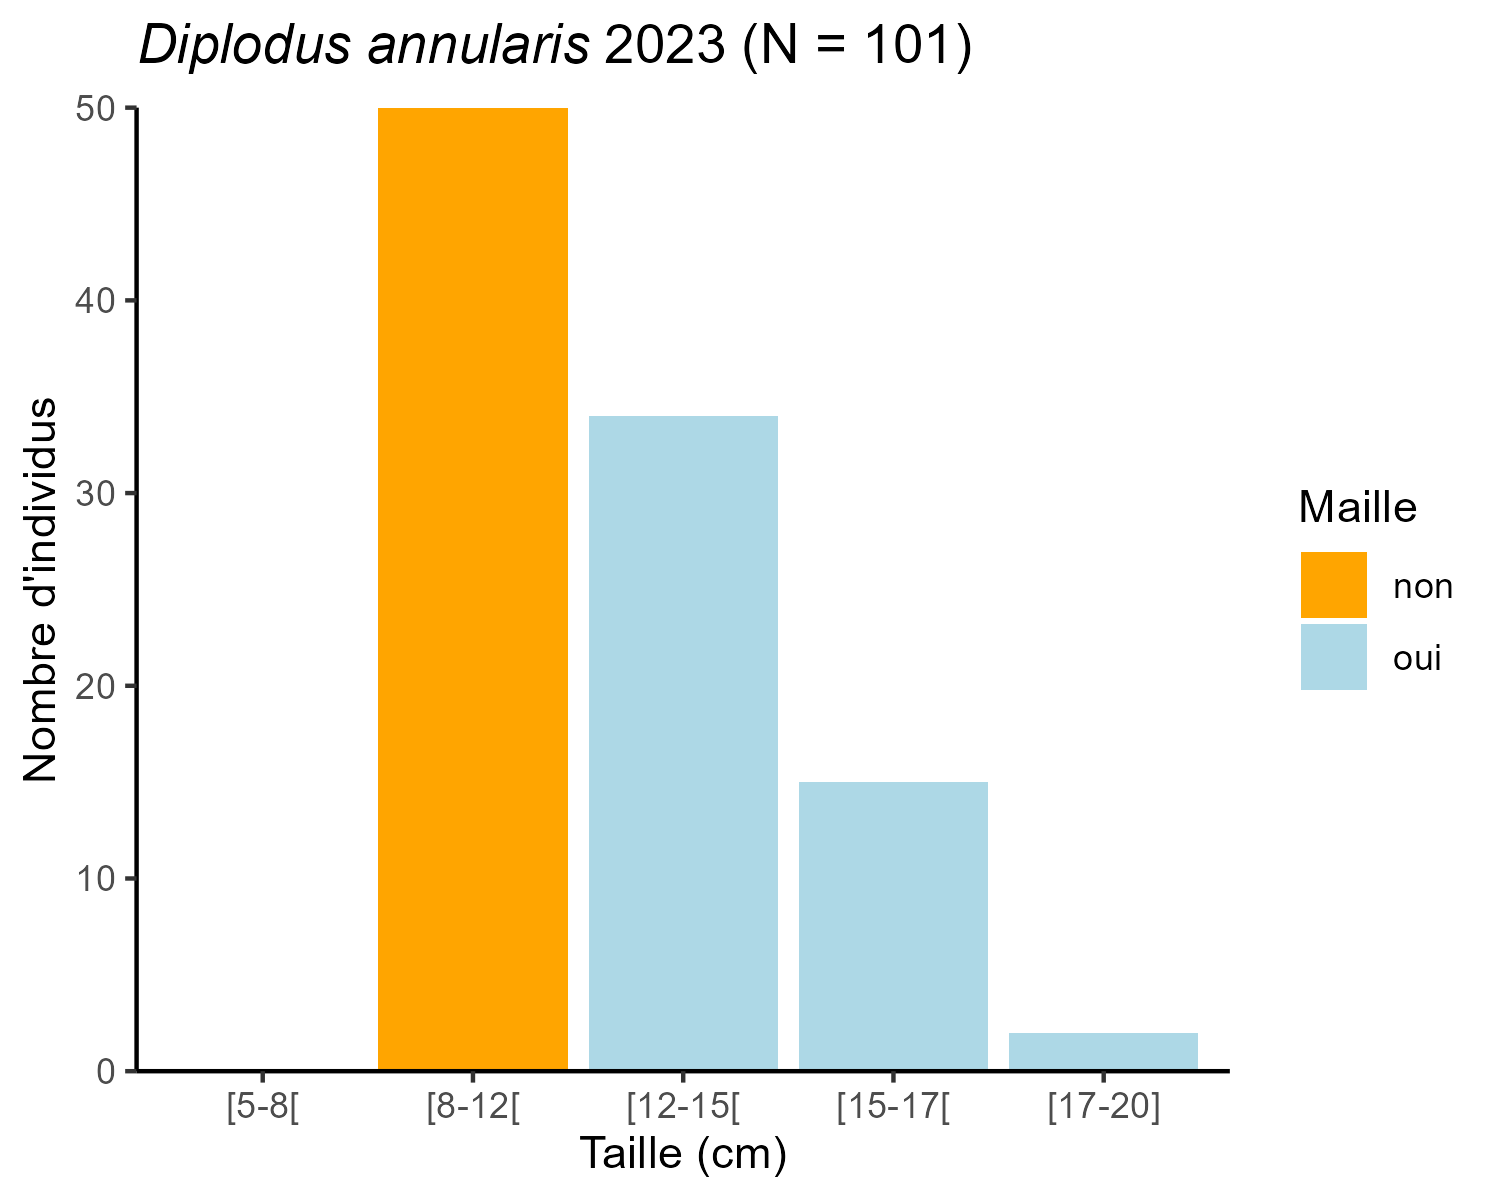 Diplodus annularis 2023 (N = 101)
Nombre d'individus
50
40
30
20
10
0
[5-8[
[8-12[
[12-15[
[15-17[
[17-20]
Taille (cm)
Maille
non
oui